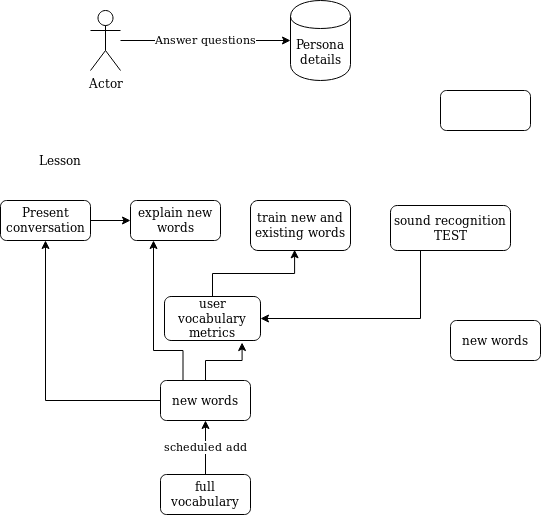 Answer questions
Persona
details
Actor
Lesson
Present
conversation
explain new
words
train new and
existing words
sound recognition
TEST
user
vocabulary
metrics
new words
new words
scheduled add
full
vocabulary